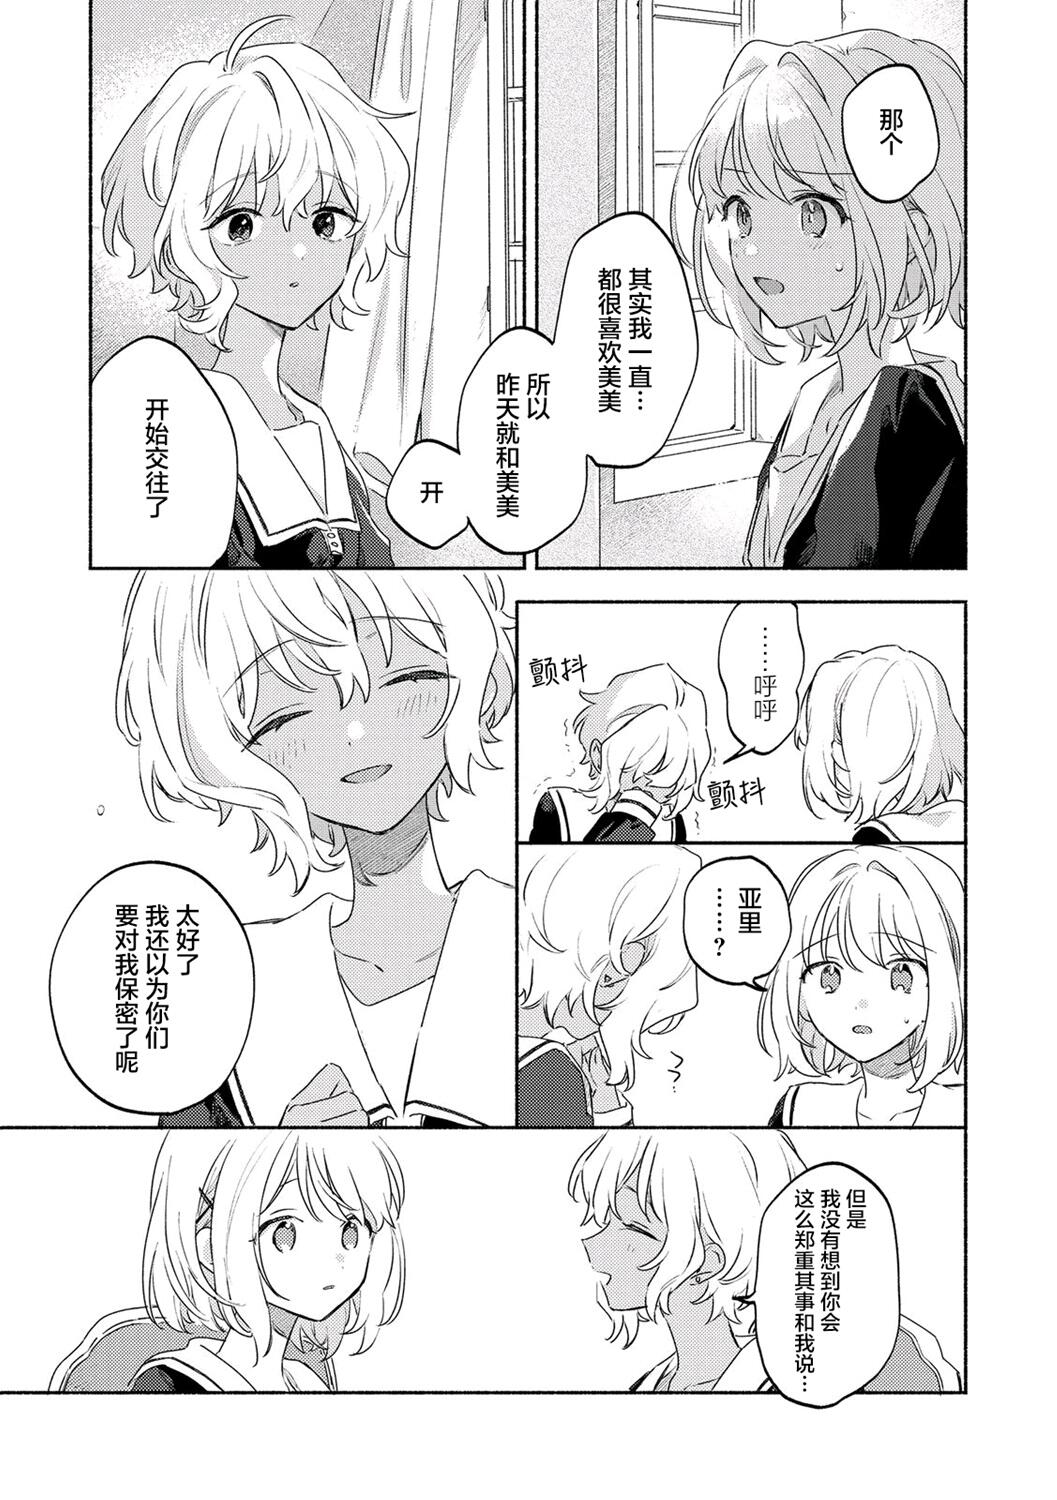 那个
其实我一直…
都很喜欢美美
所以
昨天就和美美
开
开始交往了
……呼呼
颤抖
颤抖
亚里
……?
太好了
我还以为你们
要对我保密了呢
但是
我没有想到你会
这么郑重其事和我说…